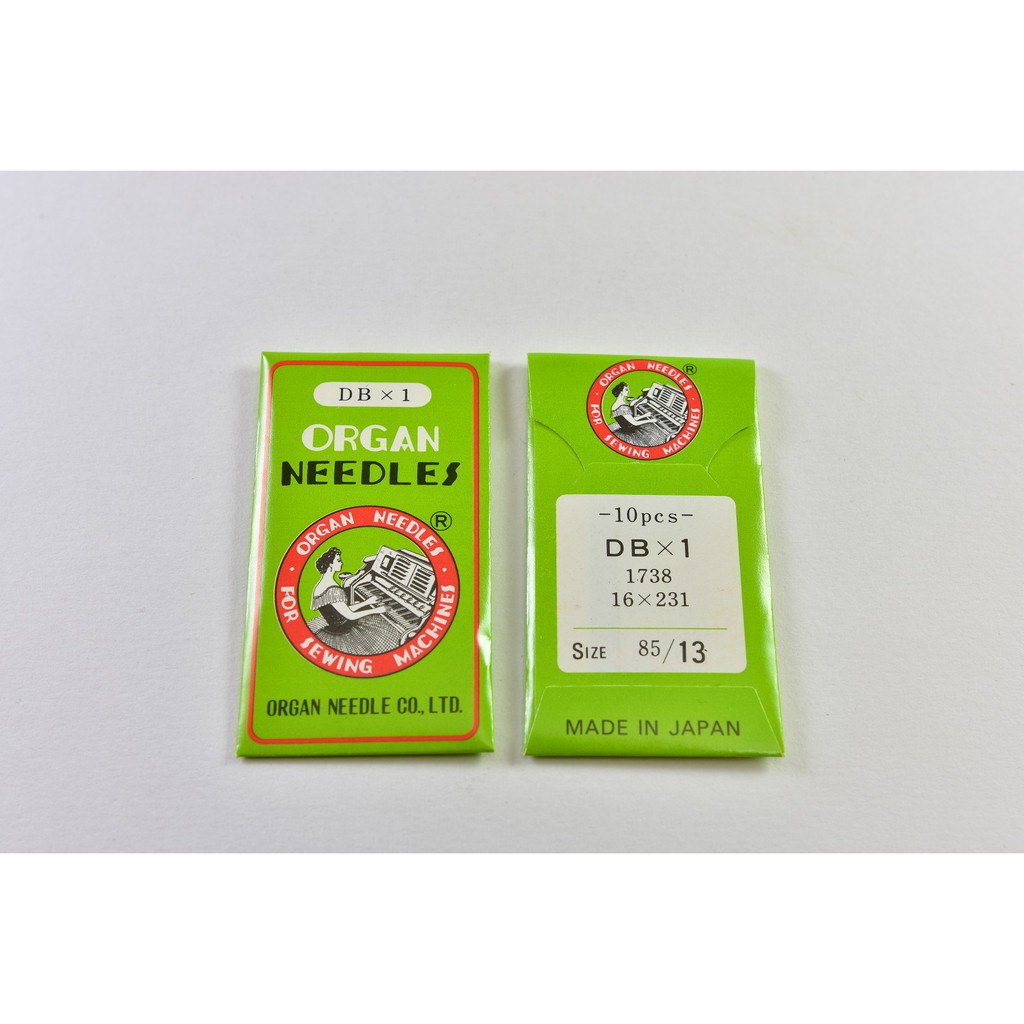 DB×1
ORGAN
NEEDLES
ORGAN NEEDLES ®
· FOR SEWING MACHINES ·
ORGAN NEEDLE CO., LTD.
ORGAN NEEDLES ®
· FOR SEWING MACHINES ·
-10pcs-
DB×1
1738
16×231
SIZE 85/13
MADE IN JAPAN